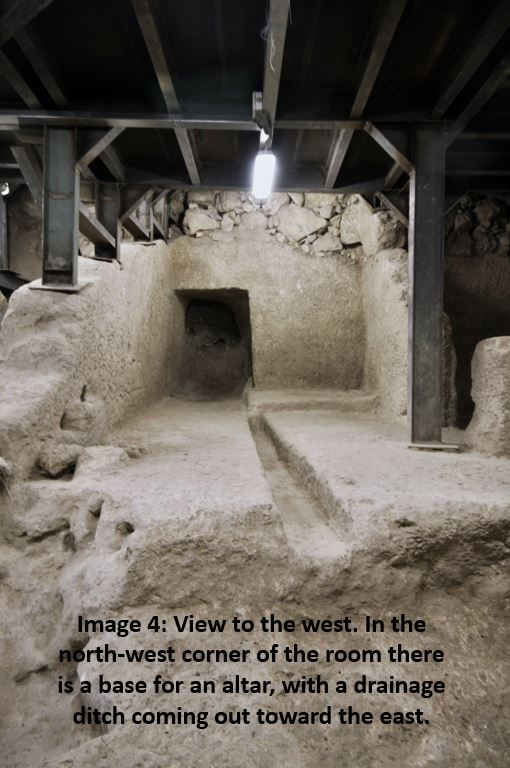 Image 4: View to the west. In the
north-west corner of the room there
is a base for an altar, with a drainage
ditch coming out toward the east.